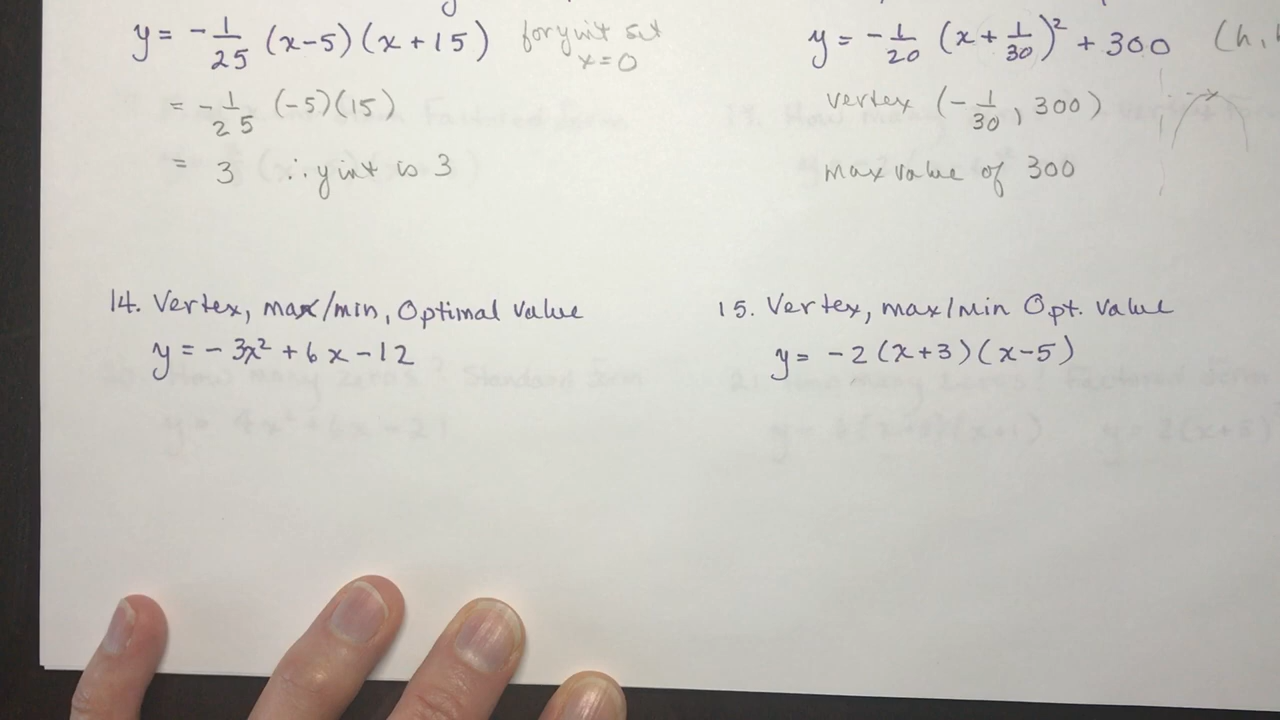 y = -1/25 (x-5)(x+15) for y int set
x=0
= -1/25 (-5)(15)
= 3 ∴ y int is 3
y = -1/20 (x+1/30)² + 300 (h,
vertex (-1/30, 300)
max value of 300
14. Vertex, max/min, Optimal Value
y = -3x² + 6x - 12
15. Vertex, max/min Opt. Value
y = -2(x+3)(x-5)